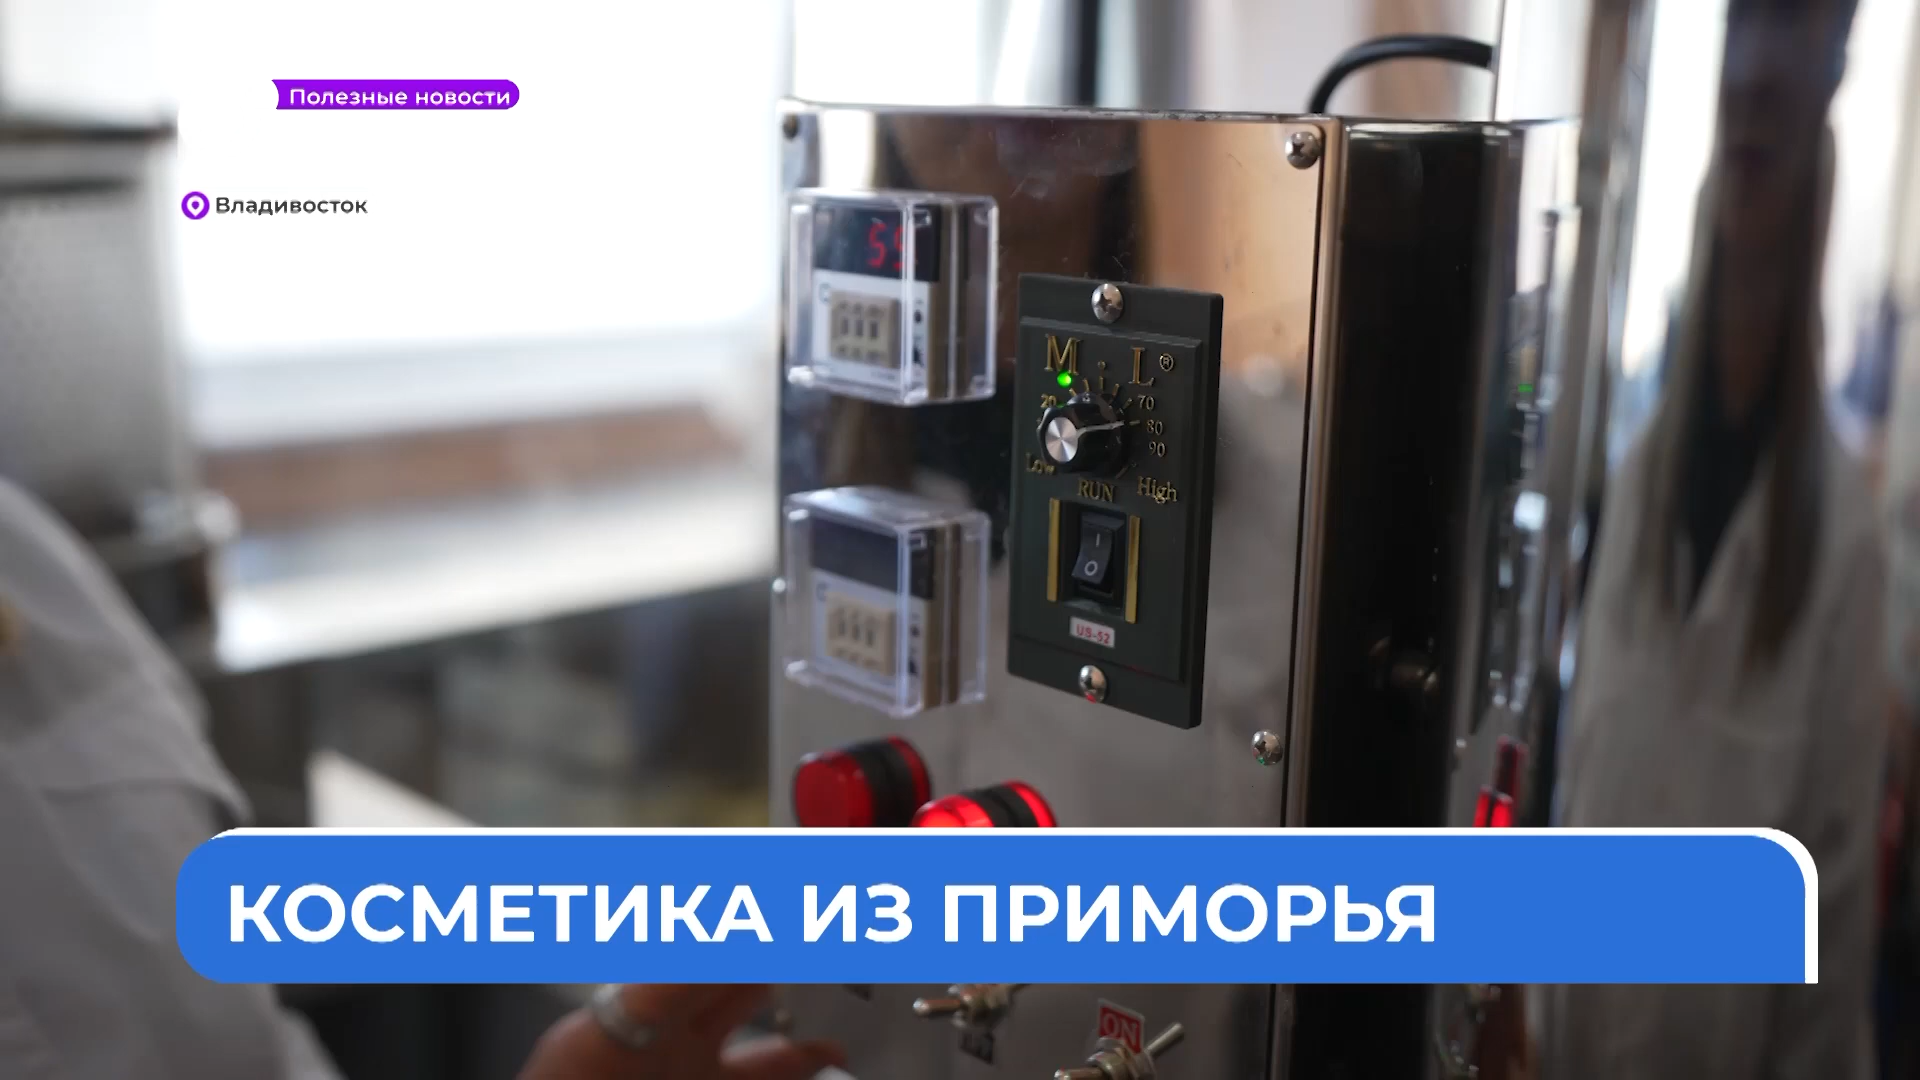 Полезные новости
Владивосток
M L®
20 70
80
90
Low High
RUN
US-52
КОСМЕТИКА ИЗ ПРИМОРЬЯ
ON